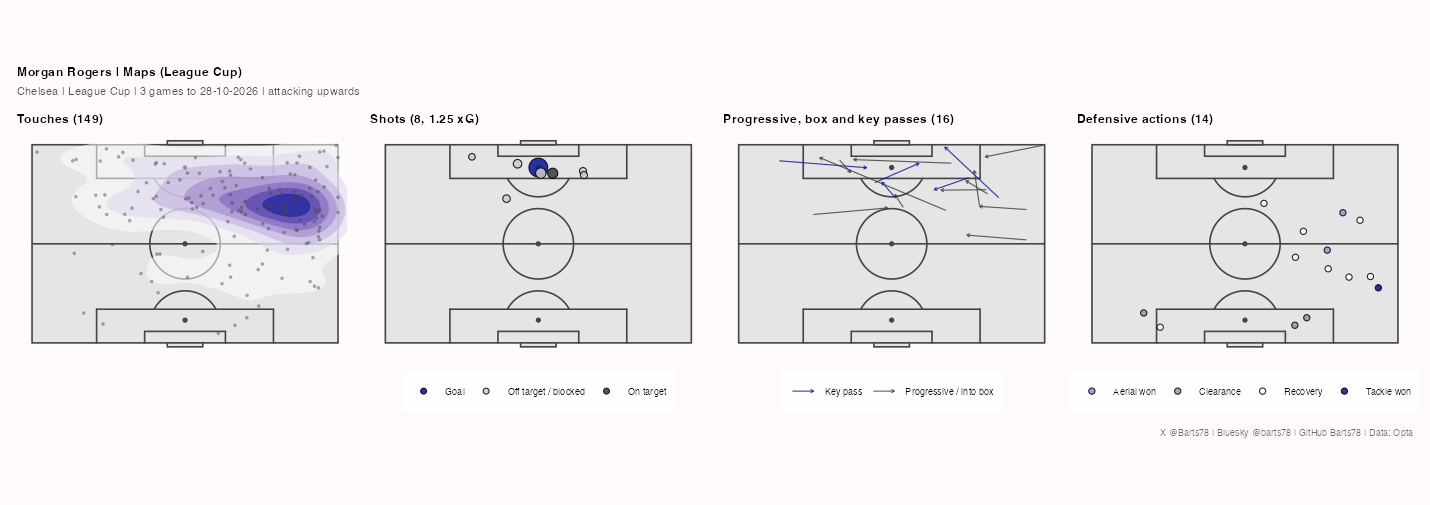 Morgan Rogers | Maps (League Cup)
Chelsea | League Cup | 3 games to 28-10-2026 | attacking upwards
Touches (149)
Shots (8, 1.25 xG)
Progressive, box and key passes (16)
Defensive actions (14)
Goal
Off target / blocked
On target
Key pass
Progressive / into box
Aerial won
Clearance
Recovery
Tackle won
X @Barts78 | Bluesky @barts78 | GitHub Barts78 | Data: Opta